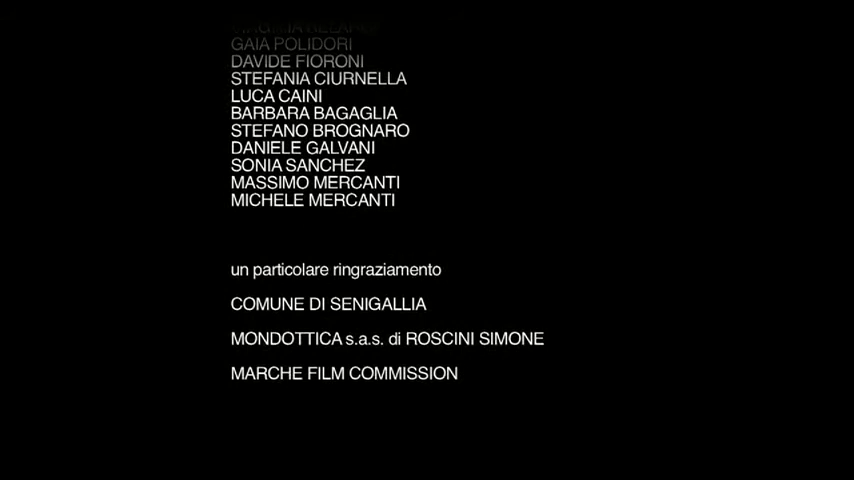 GAIA POLIDORI
DAVIDE FIORONI
STEFANIA CIURNELLA
LUCA CAINI
BARBARA BAGAGLIA
STEFANO BROGNARO
DANIELE GALVANI
SONIA SANCHEZ
MASSIMO MERCANTI
MICHELE MERCANTI
un particolare ringraziamento
COMUNE DI SENIGALLIA
MONDOTTICA s.a.s. di ROSCINI SIMONE
MARCHE FILM COMMISSION